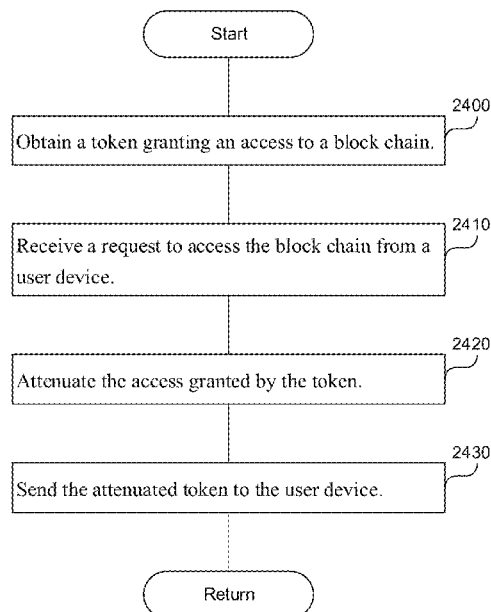 Start
2400
Obtain a token granting an access to a block chain.
2410
Receive a request to access the block chain from a
user device.
2420
Attenuate the access granted by the token.
2430
Send the attenuated token to the user device.
Return